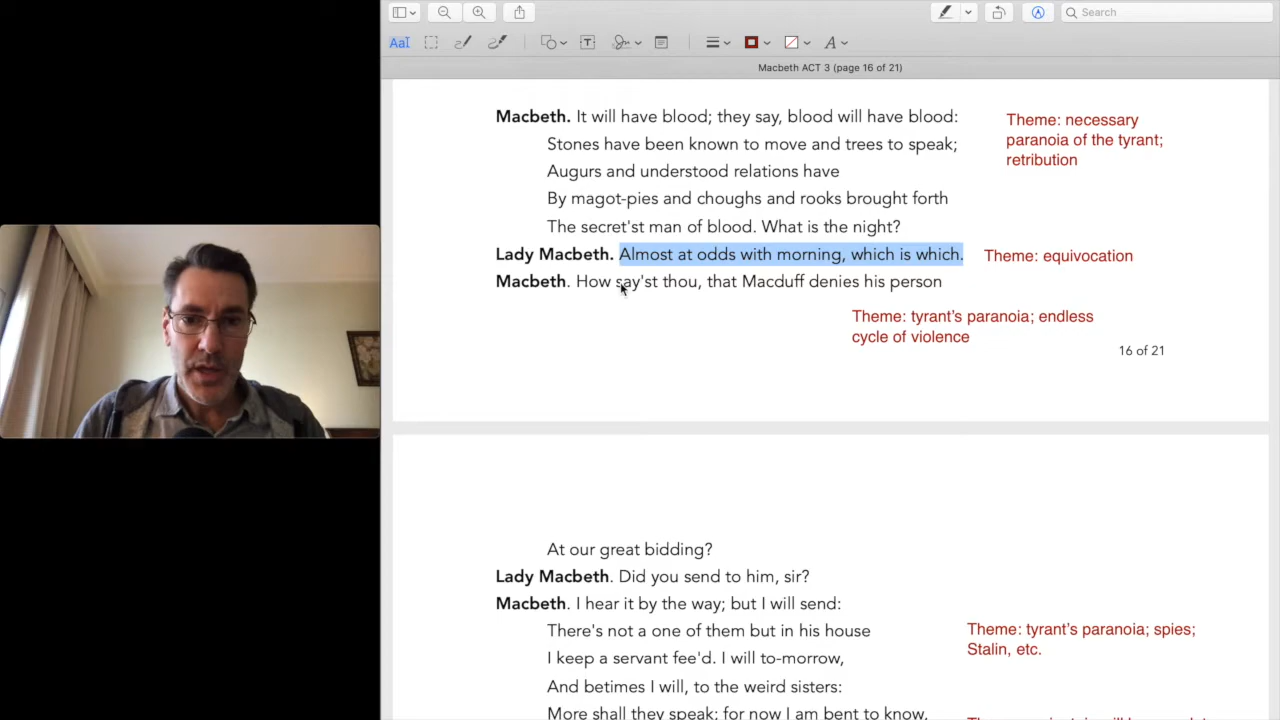 Search
Macbeth ACT 3 (page 16 of 21)
Macbeth. It will have blood; they say, blood will have blood:
Stones have been known to move and trees to speak;
Augurs and understood relations have
By magot-pies and choughs and rooks brought forth
The secret'st man of blood. What is the night?
Theme: necessary
paranoia of the tyrant;
retribution
Lady Macbeth. Almost at odds with morning, which is which.
Theme: equivocation
Macbeth. How say'st thou, that Macduff denies his person
Theme: tyrant's paranoia; endless
cycle of violence
16 of 21
At our great bidding?
Lady Macbeth. Did you send to him, sir?
Macbeth. I hear it by the way; but I will send:
There's not a one of them but in his house
I keep a servant fee'd. I will to-morrow,
And betimes I will, to the weird sisters:
More shall they speak; for now I am bent to know,
Theme: tyrant's paranoia; spies;
Stalin, etc.